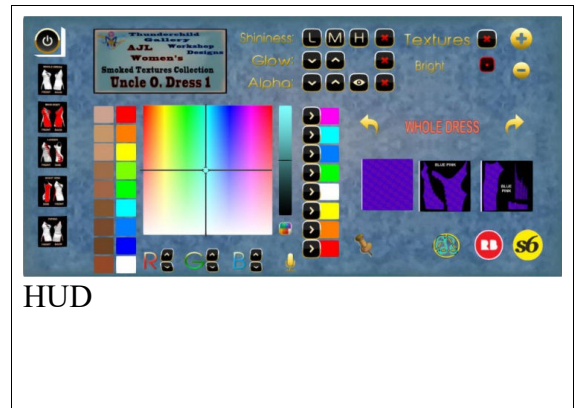 Thunderchild
Gallery
AJL Workshop
Designs
Women's
Smoked Textures Collection
Uncle O. Dress 1
Shininess: L M H
Glow:
Alpha:
Textures
Bright
WHOLE DRESS
BLUE PINK
BLUE
PINK
R G B
RB
s6
HUD